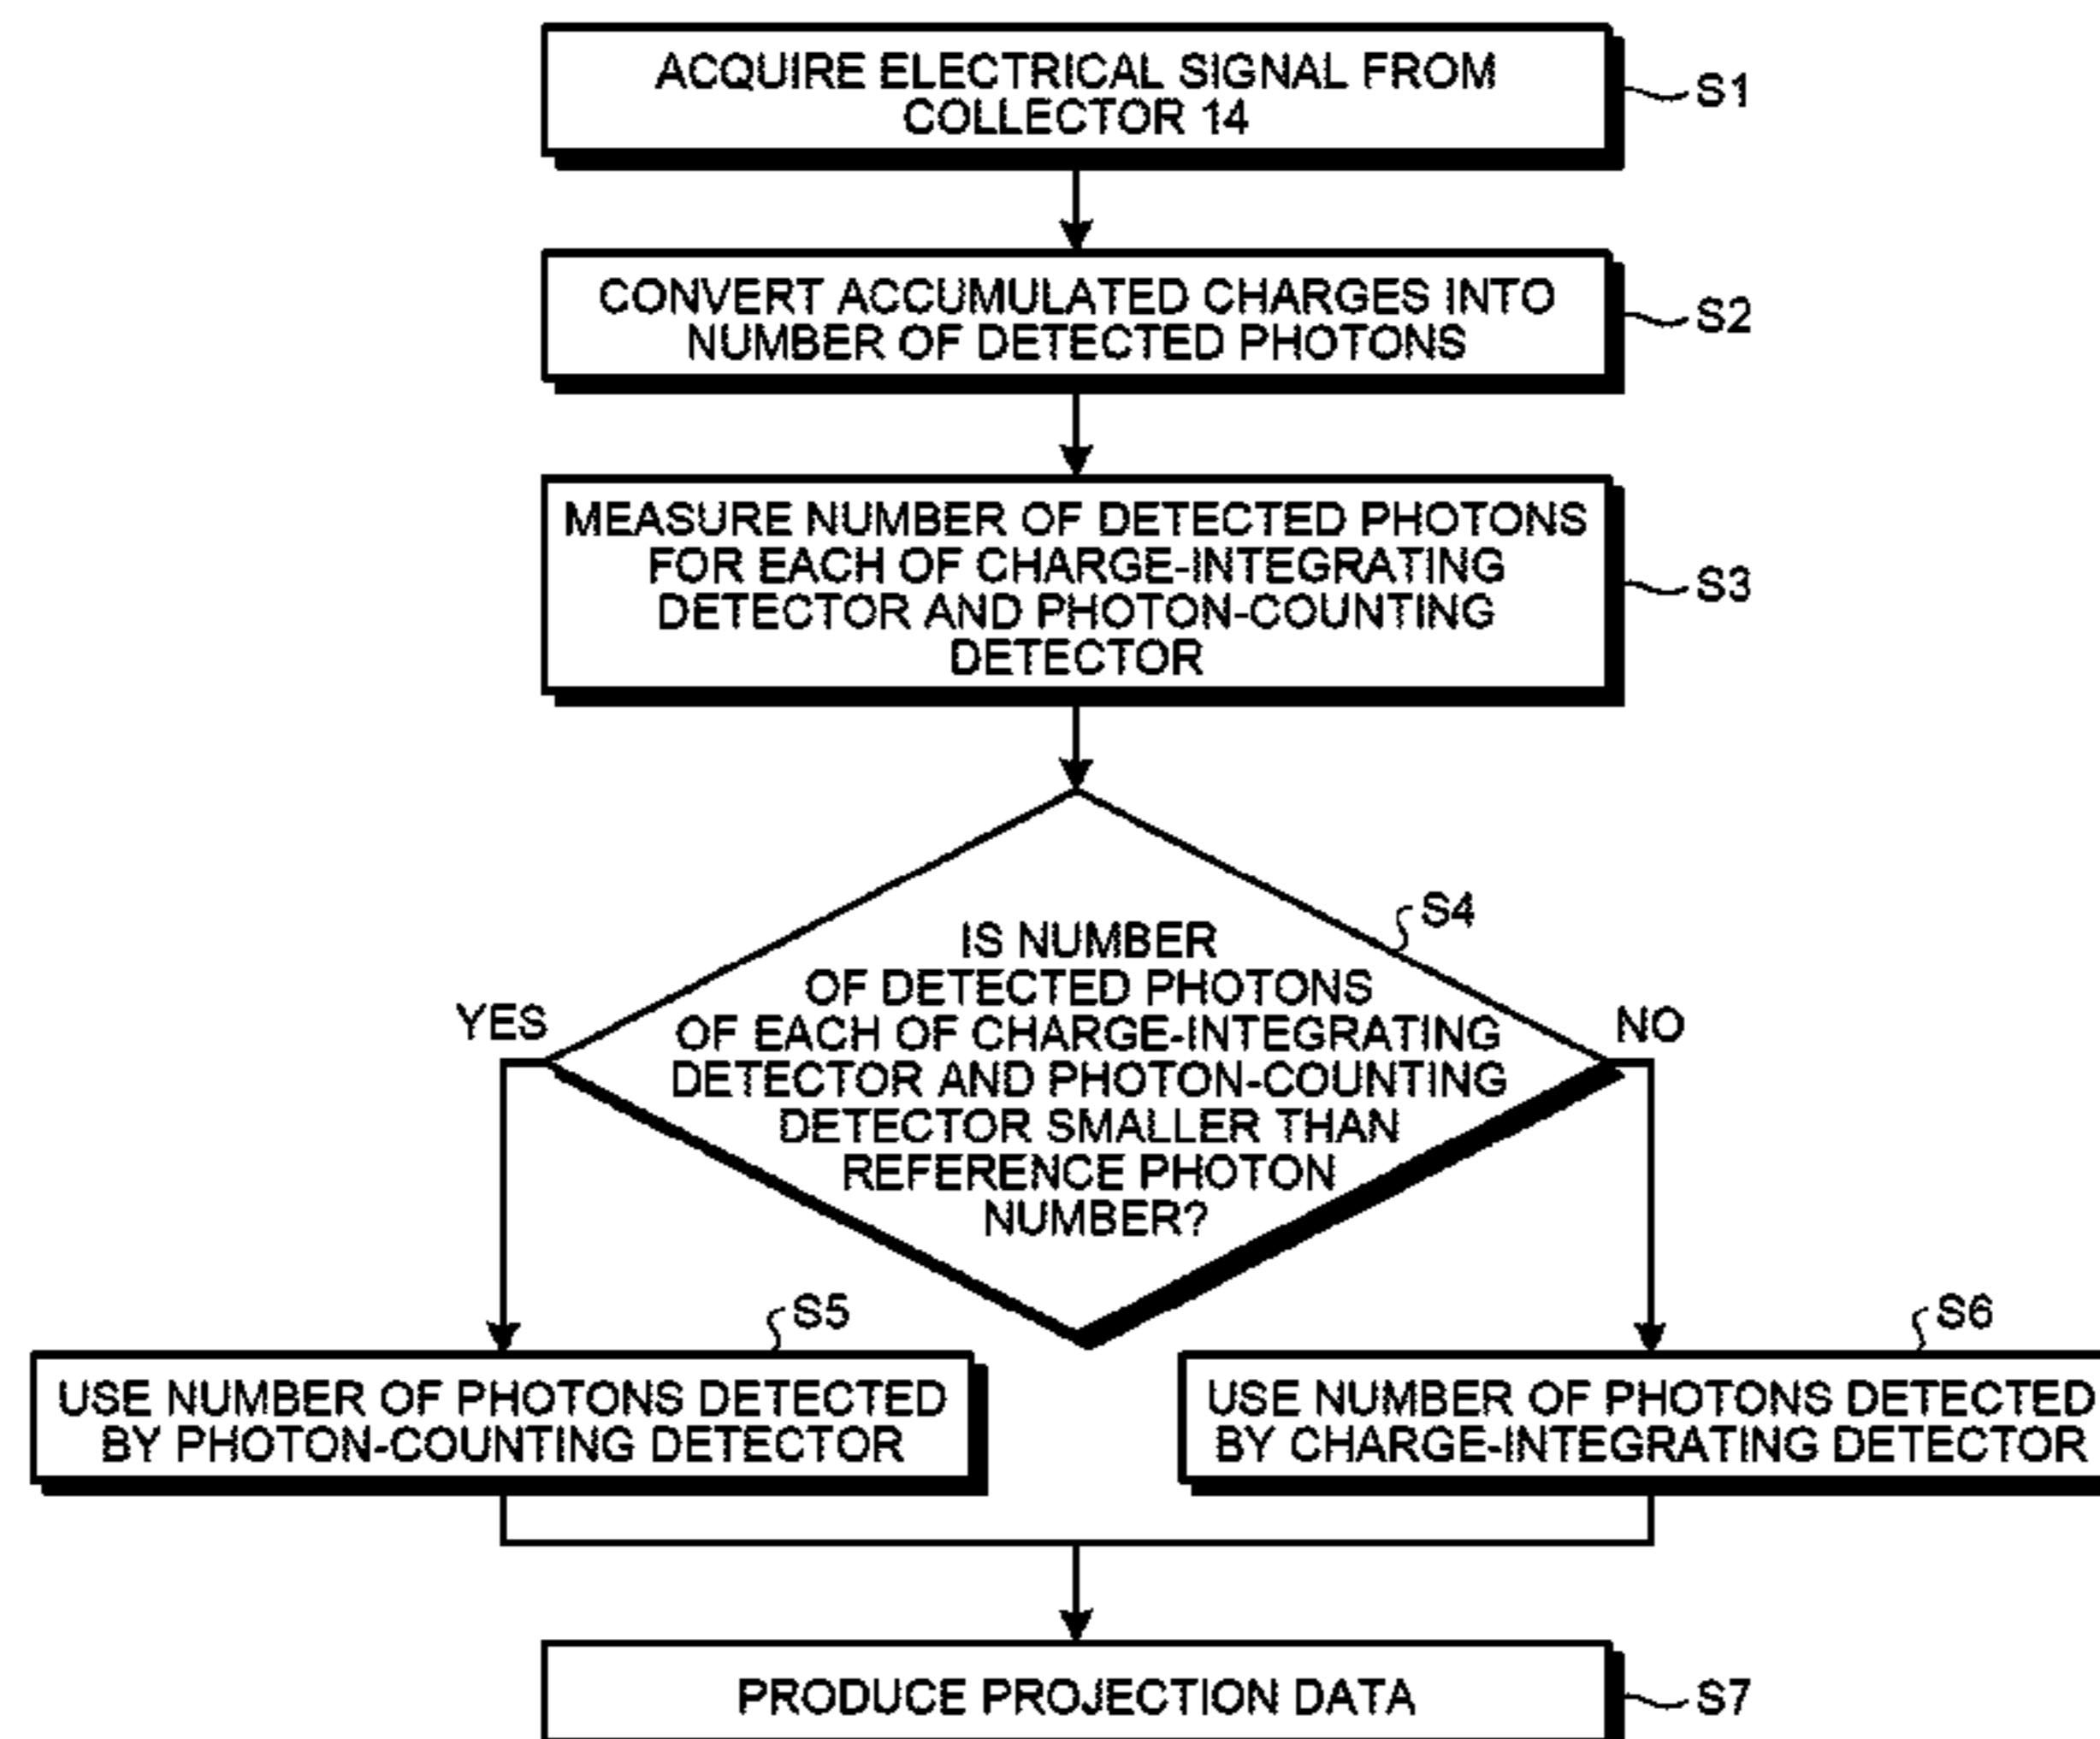 ACQUIRE ELECTRICAL SIGNAL FROM
COLLECTOR 14
S1
CONVERT ACCUMULATED CHARGES INTO
NUMBER OF DETECTED PHOTONS
S2
MEASURE NUMBER OF DETECTED PHOTONS
FOR EACH OF CHARGE-INTEGRATING
DETECTOR AND PHOTON-COUNTING
DETECTOR
S3
S4
IS NUMBER
OF DETECTED PHOTONS
OF EACH OF CHARGE-INTEGRATING
DETECTOR AND PHOTON-COUNTING
DETECTOR SMALLER THAN
REFERENCE PHOTON
NUMBER?
YES
NO
S5
USE NUMBER OF PHOTONS DETECTED
BY PHOTON-COUNTING DETECTOR
S6
USE NUMBER OF PHOTONS DETECTED
BY CHARGE-INTEGRATING DETECTOR
PRODUCE PROJECTION DATA
S7